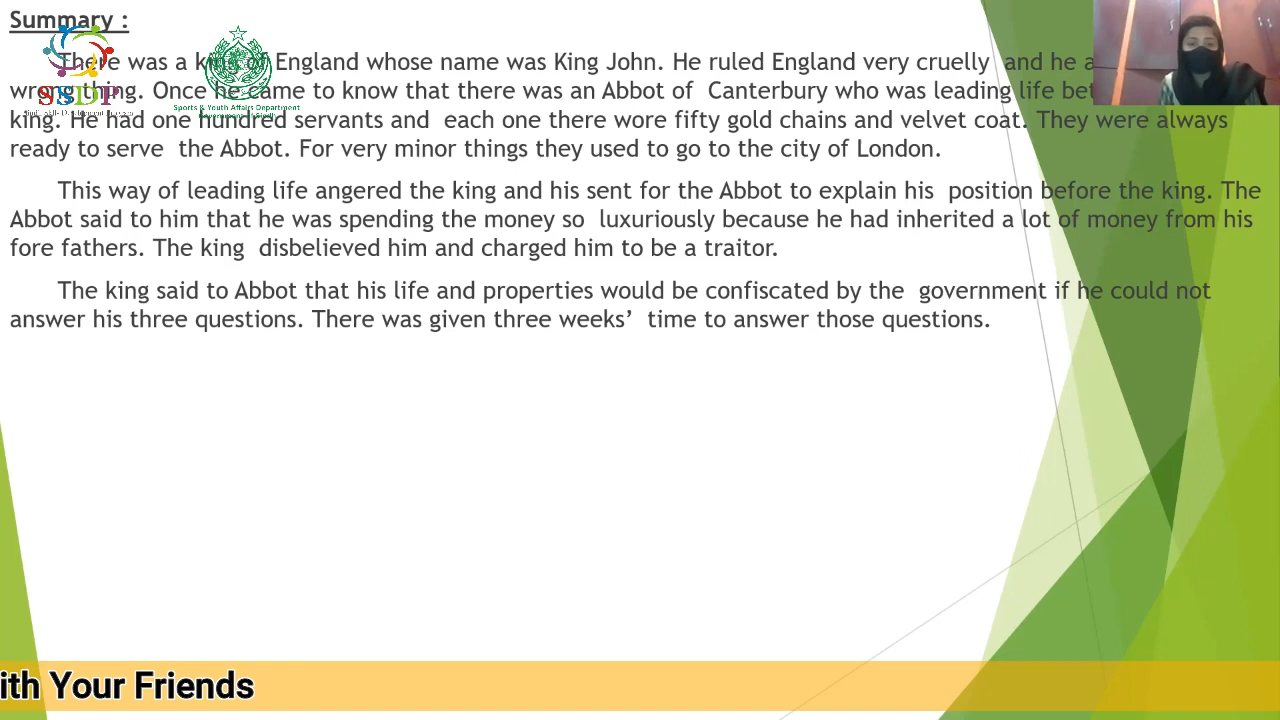 Summary :
There was a king of England whose name was King John. He ruled England very cruelly and he a
wrong thing. Once he came to know that there was an Abbot of Canterbury who was leading life bet
king. He had one hundred servants and each one there wore fifty gold chains and velvet coat. They were always
ready to serve the Abbot. For very minor things they used to go to the city of London.
This way of leading life angered the king and his sent for the Abbot to explain his position before the king. The
Abbot said to him that he was spending the money so luxuriously because he had inherited a lot of money from his
fore fathers. The king disbelieved him and charged him to be a traitor.
The king said to Abbot that his life and properties would be confiscated by the government if he could not
answer his three questions. There was given three weeks’ time to answer those questions.
SSDP
Sports & Youth Affairs Department
Government of Sindh
ith Your Friends